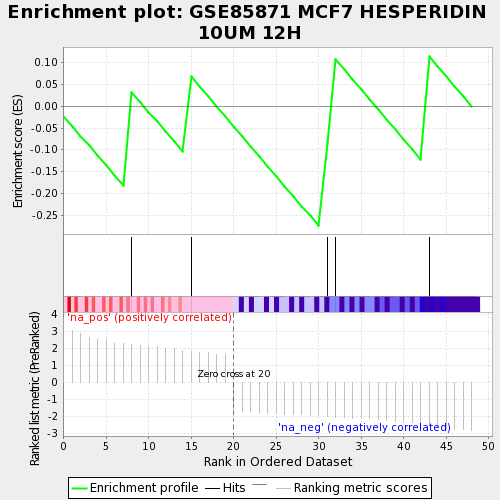 Enrichment plot: GSE85871 MCF7 HESPERIDIN
10UM 12H
Enrichment score (ES)
0.10
0.05
0.00
-0.05
-0.10
-0.15
-0.20
-0.25
'na_pos' (positively correlated)
Ranked list metric (PreRanked)
4
3
2
1
0
-1
-2
-3
Zero cross at 20
'na_neg' (negatively correlated)
0 5 10 15 20 25 30 35 40 45 50
Rank in Ordered Dataset
Enrichment profile Hits Ranking metric scores